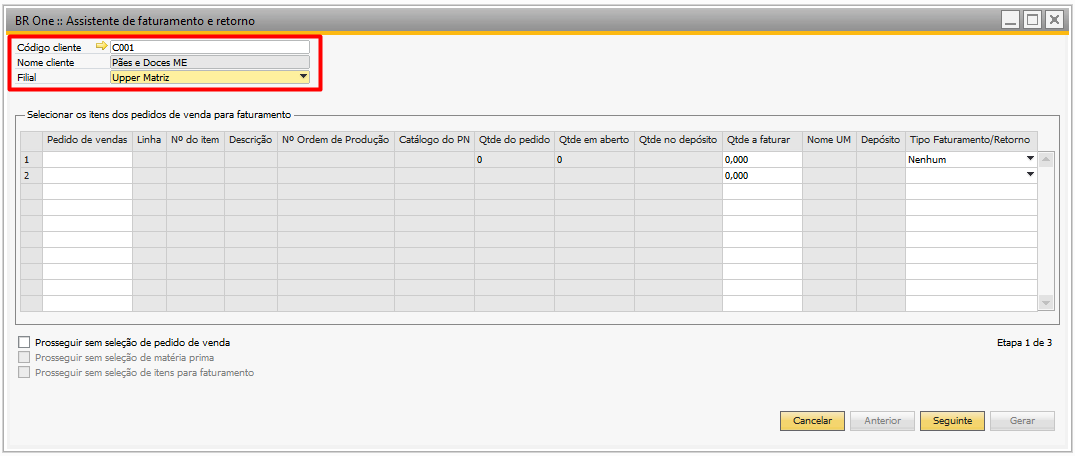 BR One :: Assistente de faturamento e retorno
Código cliente C001
Nome cliente Pães e Doces ME
Filial Upper Matriz
Selecionar os itens dos pedidos de venda para faturamento
Pedido de vendas Linha Nº do item Descrição Nº Ordem de Produção Catálogo do PN Qtde do pedido Qtde em aberto Qtde no depósito Qtde a faturar Nome UM Depósito Tipo Faturamento/Retorno
1 0 0 0,000 Nenhum
2 0,000
Prosseguir sem seleção de pedido de venda Etapa 1 de 3
Prosseguir sem seleção de matéria prima
Prosseguir sem seleção de itens para faturamento
Cancelar Anterior Seguinte Gerar